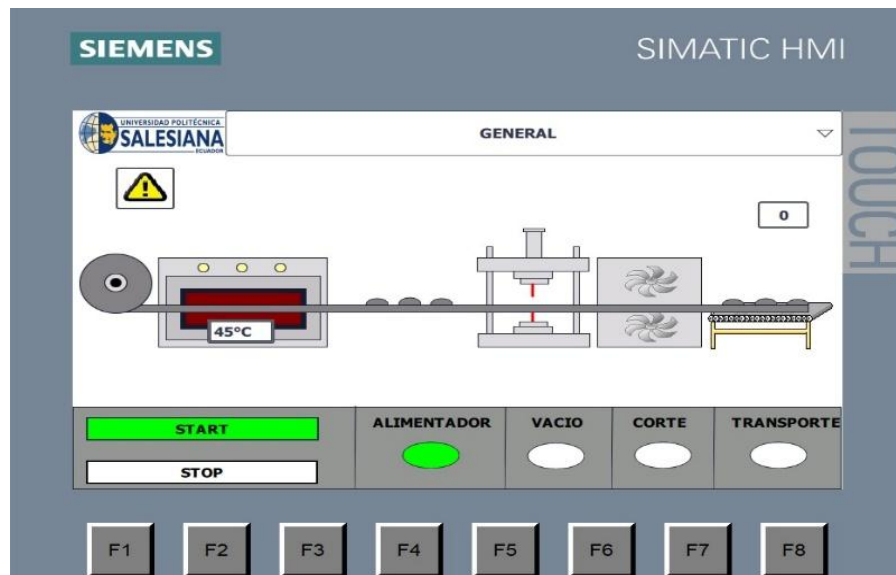 SIEMENS
SIMATIC HMI
TOUCH
UNIVERSIDAD POLITÉCNICA
SALESIANA
ECUADOR
GENERAL
0
45°C
START
STOP
ALIMENTADOR
VACIO
CORTE
TRANSPORTE
F1
F2
F3
F4
F5
F6
F7
F8